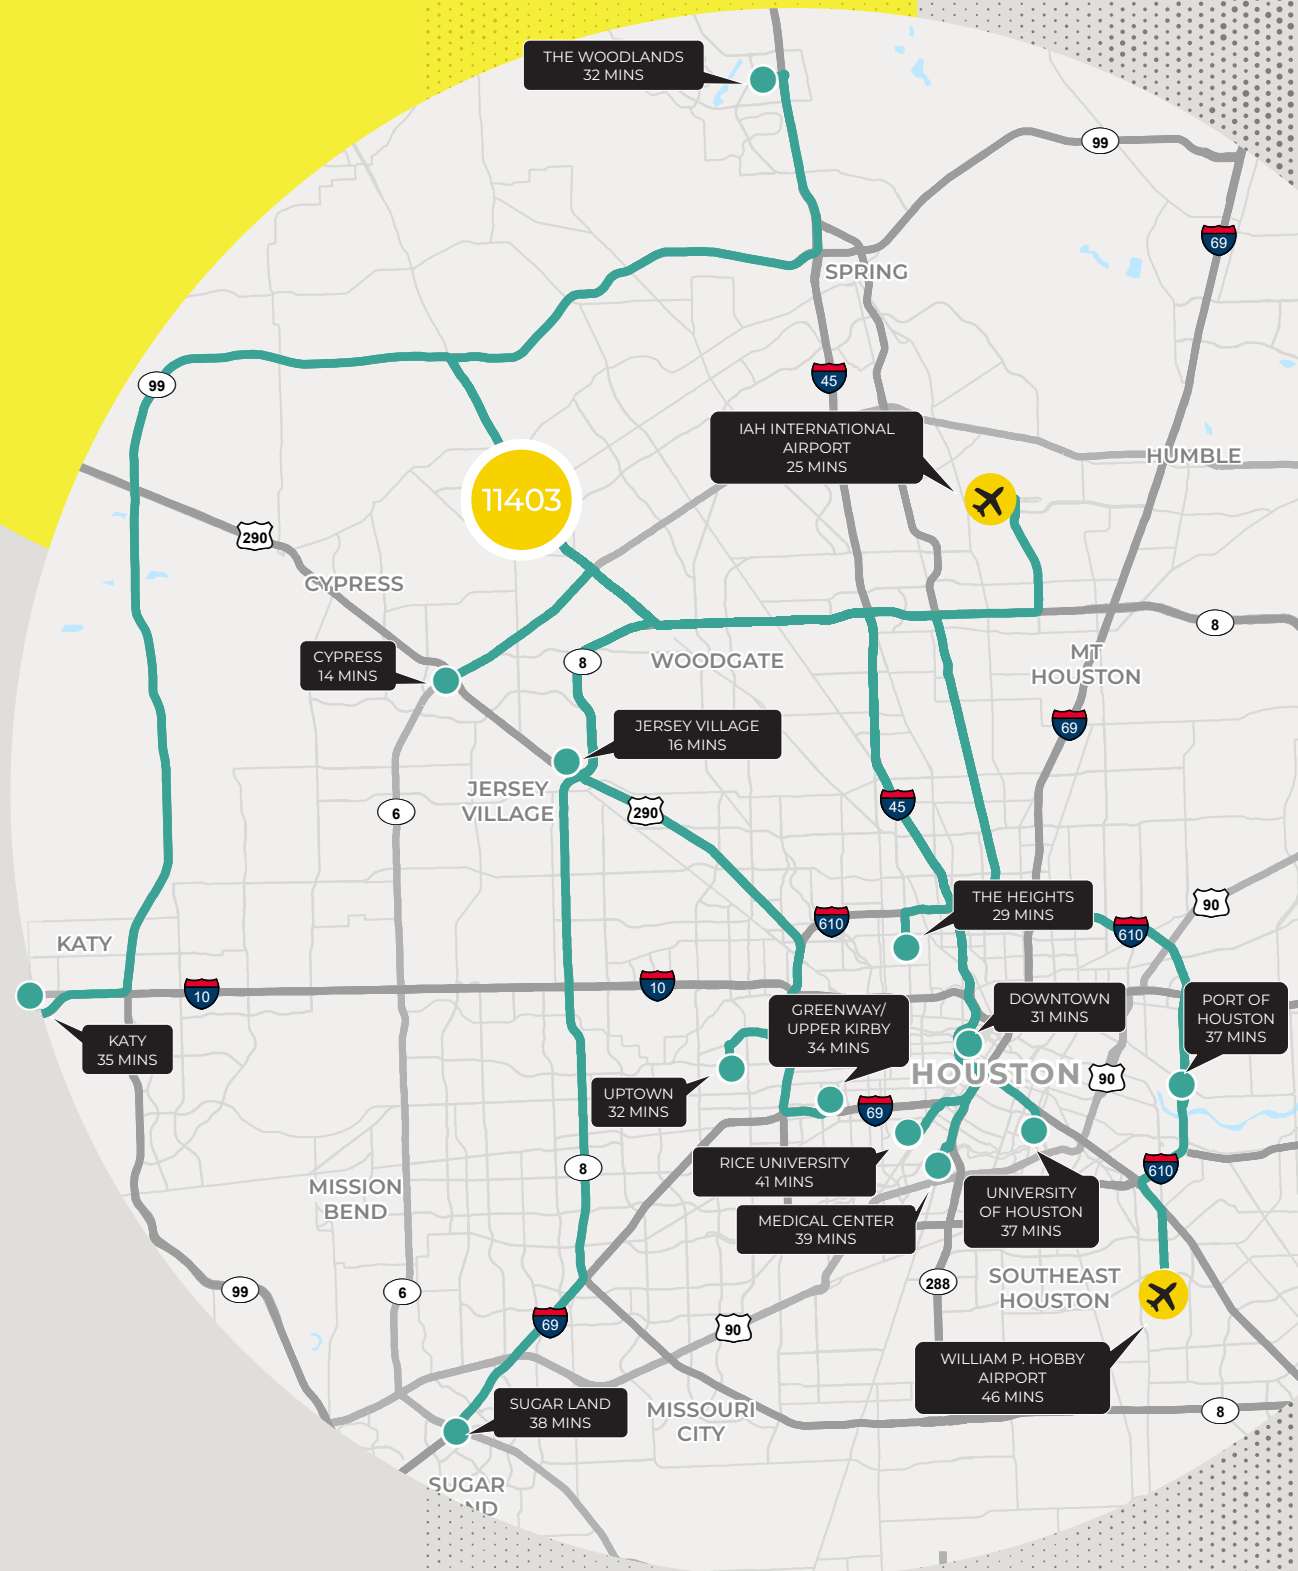 THE WOODLANDS
32 MINS
99
69
SPRING
45
99
IAH INTERNATIONAL
AIRPORT
25 MINS
HUMBLE
11403
290
CYPRESS
8
CYPRESS
14 MINS
8
WOODGATE
MT
HOUSTON
69
JERSEY VILLAGE
16 MINS
JERSEY
VILLAGE
6
290
45
THE HEIGHTS
29 MINS
90
610
610
KATY
10
10
KATY
35 MINS
GREENWAY/
UPPER KIRBY
34 MINS
DOWNTOWN
31 MINS
PORT OF
HOUSTON
37 MINS
HOUSTON
90
UPTOWN
32 MINS
69
8
RICE UNIVERSITY
41 MINS
610
MISSION
BEND
UNIVERSITY
OF HOUSTON
37 MINS
MEDICAL CENTER
39 MINS
99
6
288
SOUTHEAST
HOUSTON
69
90
WILLIAM P. HOBBY
AIRPORT
46 MINS
SUGAR LAND
38 MINS
MISSOURI
CITY
8
SUGAR